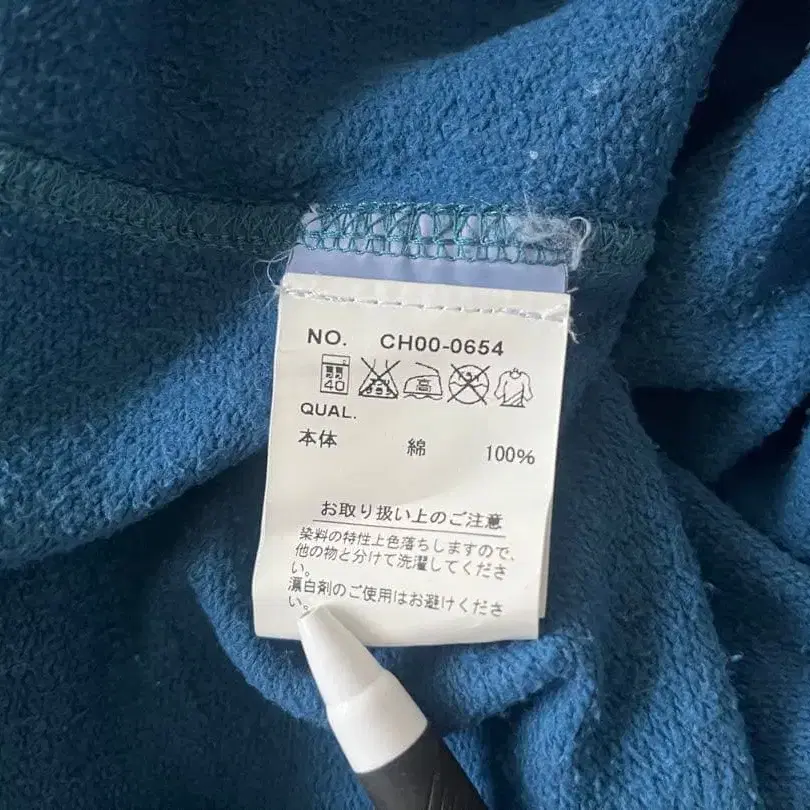 NO. CH00-0654
40 高
QUAL.
本体 綿 100%
お取り扱い上のご注意
染料の特性上色落ちしますので、
他の物と分けて洗濯してくださ
い。
漂白剤のご使用はお避けくださ
い。